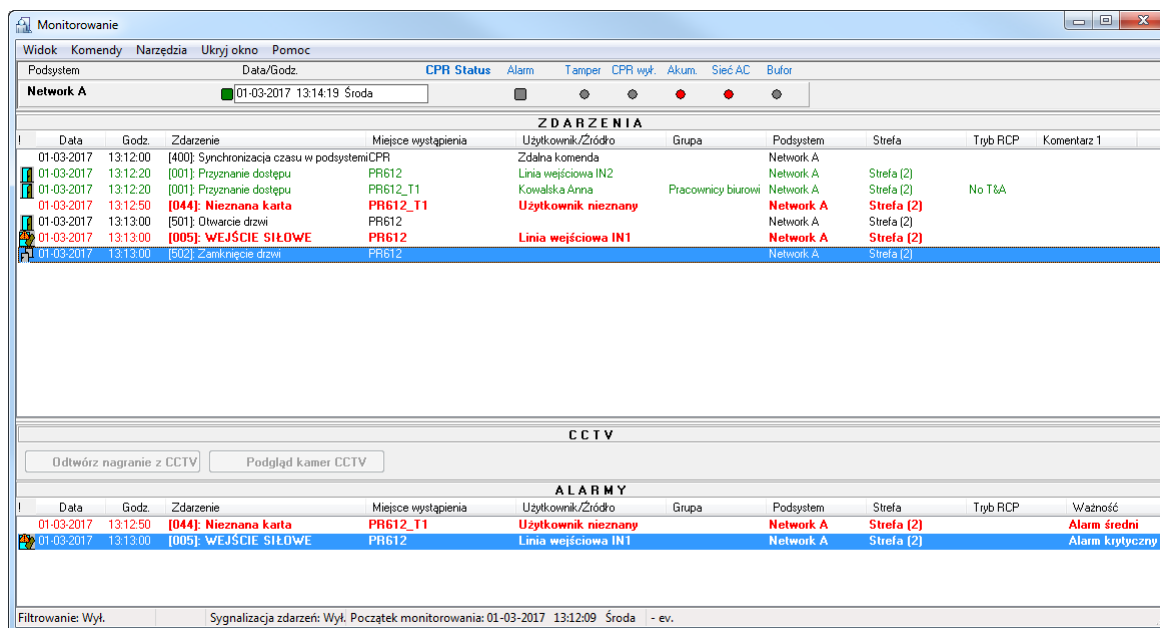 Monitorowanie
Widok Komendy Narzędzia Ukryj okno Pomoc
Podsystem Data/Godz. CPR Status Alarm Tamper CPR wył. Akum. Sieć AC Bufor
Network A 01-03-2017 13:14:19 Środa
ZDARZENIA
! Data Godz. Zdarzenie Miejsce wystąpienia Użytkownik/Źródło Grupa Podsystem Strefa Tryb RCP Komentarz 1
01-03-2017 13:12:00 [400]: Synchronizacja czasu w podsystemi CPR Zdalna komenda Network A
01-03-2017 13:12:20 [001]: Przyznanie dostępu PR612 Linia wejściowa IN2 Network A Strefa (2)
01-03-2017 13:12:20 [001]: Przyznanie dostępu PR612_T1 Kowalska Anna Pracownicy biurowi Network A Strefa (2) No T&A
01-03-2017 13:12:50 [044]: Nieznana karta PR612_T1 Użytkownik nieznany Network A Strefa (2)
01-03-2017 13:13:00 [501]: Otwarcie drzwi PR612 Network A Strefa (2)
01-03-2017 13:13:00 [005]: WEJŚCIE SIŁOWE PR612 Linia wejściowa IN1 Network A Strefa (2)
01-03-2017 13:13:00 [502]: Zamknięcie drzwi PR612 Network A Strefa (2)
CCTV
Odtwórz nagranie z CCTV Podgląd kamer CCTV
ALARMY
! Data Godz. Zdarzenie Miejsce wystąpienia Użytkownik/Źródło Grupa Podsystem Strefa Tryb RCP Ważność
01-03-2017 13:12:50 [044]: Nieznana karta PR612_T1 Użytkownik nieznany Network A Strefa (2) Alarm średni
01-03-2017 13:13:00 [005]: WEJŚCIE SIŁOWE PR612 Linia wejściowa IN1 Network A Strefa (2) Alarm krytyczny
Filtrowanie: Wył. Sygnalizacja zdarzeń: Wył. Początek monitorowania: 01-03-2017 13:12:09 Środa - ev.